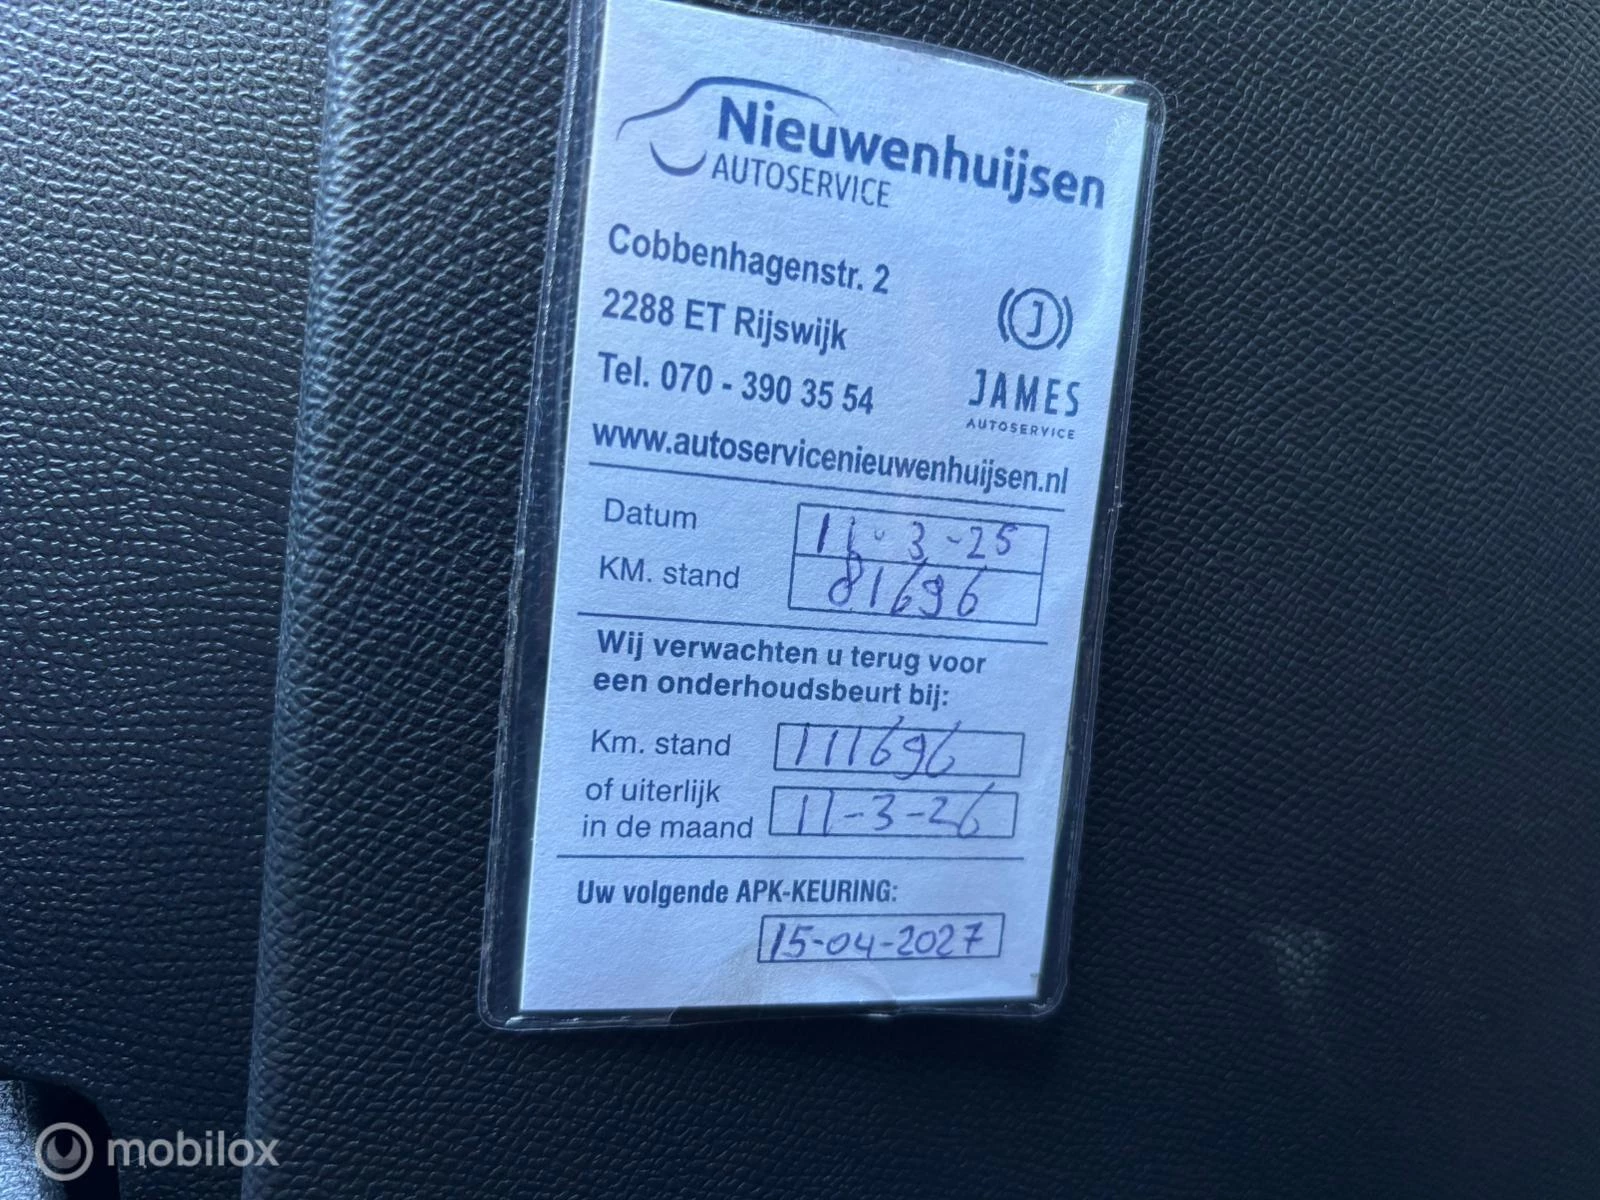 Nieuwenhuijsen
AUTOSERVICE
Cobbenhagenstr. 2
2288 ET Rijswijk
Tel. 070 - 390 35 54
J
JAMES
AUTOSERVICE
www.autoservicenieuwenhuijsen.nl
Datum 11-3-25
KM. stand 81696
Wij verwachten u terug voor
een onderhoudsbeurt bij:
Km. stand 111696
of uiterlijk
in de maand 11-3-26
Uw volgende APK-KEURING:
15-04-2027
mobilox